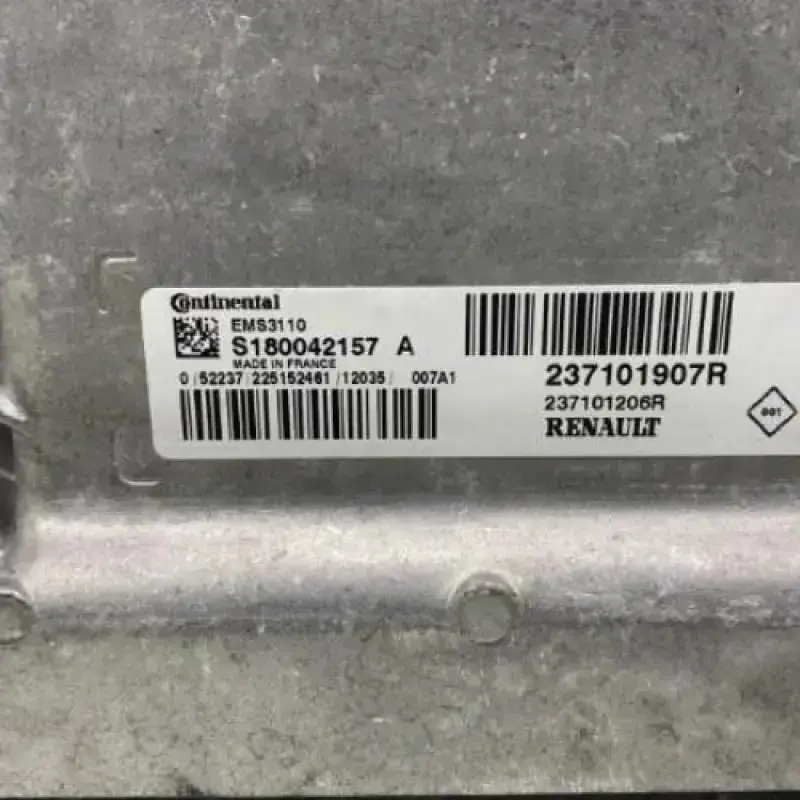 Continental
EMS3110
S180042157 A
MADE IN FRANCE
0/52237/225152461/12035/ 007A1
237101907R
237101206R
RENAULT
001